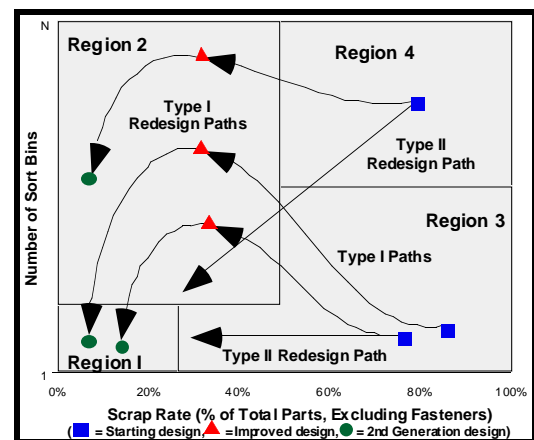 N
Region 2
Region 4
Type I
Redesign Paths
Type II
Redesign Path
Number of Sort Bins
Region 3
Type I Paths
Type II Redesign Path
Region I
1
0% 20% 40% 60% 80% 100%
Scrap Rate (% of Total Parts, Excluding Fasteners)
( = Starting design, = Improved design, = 2nd Generation design)